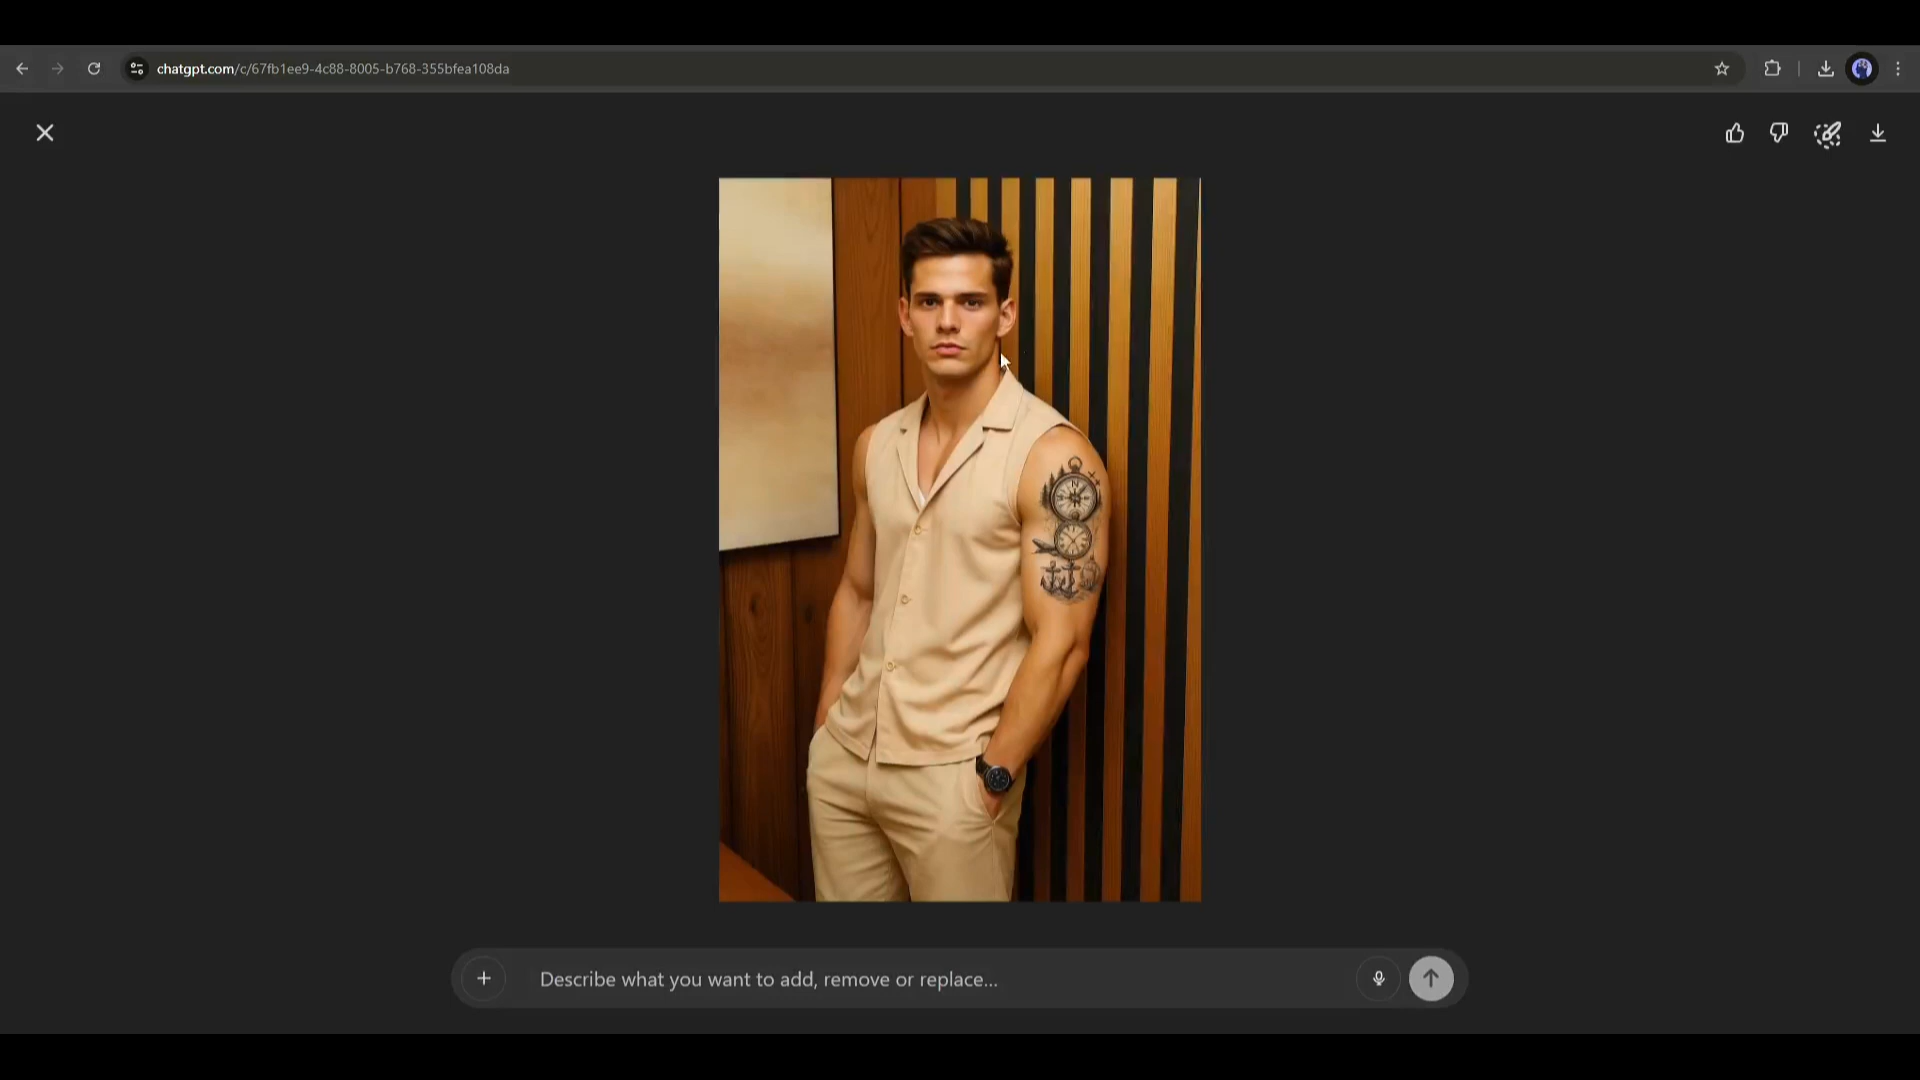 chatgpt.com/c/67fb1ee9-4c88-8005-b768-355bfea108da
N
Describe what you want to add, remove or replace...